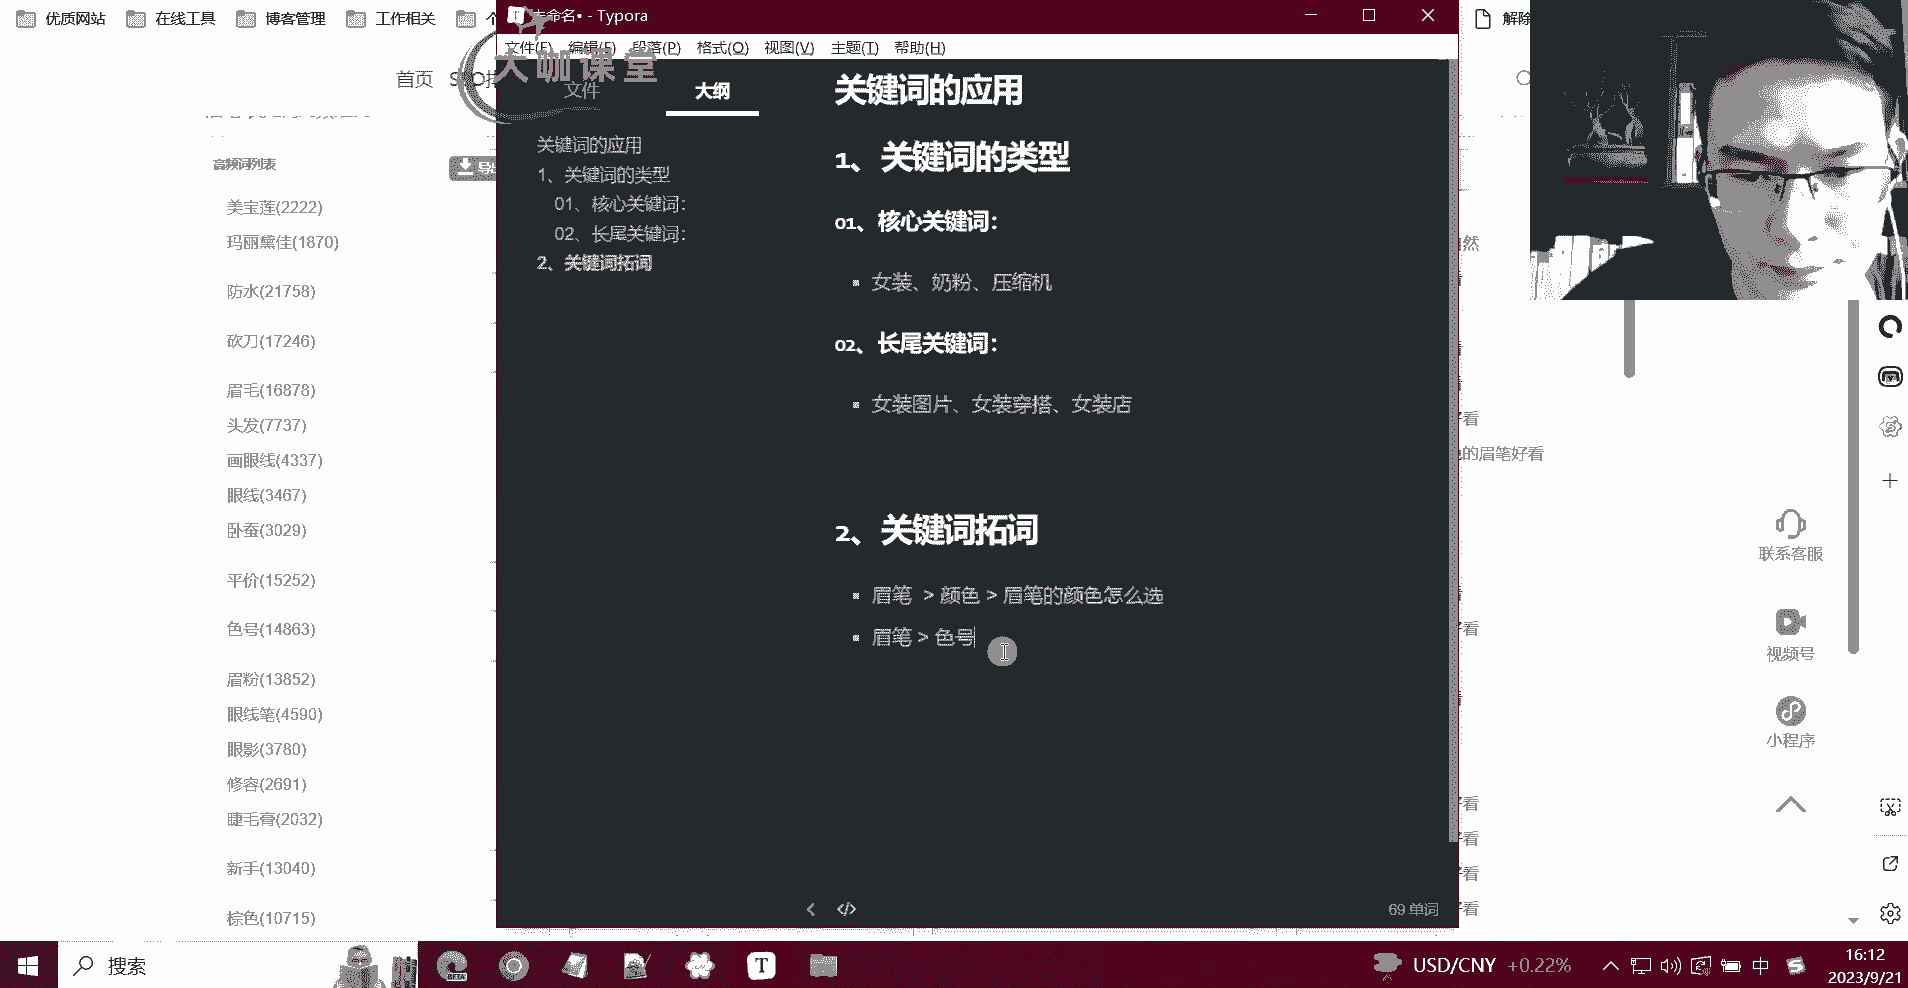 优质网站
在线工具
博客管理
工作相关
个
未命名• - Typora
解除
文件(F) 编辑(E) 段落(P) 格式(O) 视图(V) 主题(T) 帮助(H)
大咖课堂
首页
文件
大纲
关键词的应用
1、关键词的类型
01、核心关键词：
02、长尾关键词：
2、关键词拓词
关键词的应用
1、关键词的类型
01、核心关键词：
女装、奶粉、压缩机
02、长尾关键词：
女装图片、女装穿搭、女装店
2、关键词拓词
眉笔 > 颜色 > 眉笔的颜色怎么选
眉笔 > 色号
69 单词
高频词列表
导出
美宝莲(2222)
玛丽黛佳(1870)
防水(21758)
砍刀(17246)
眉毛(16878)
头发(7737)
画眼线(4337)
眼线(3467)
卧蚕(3029)
平价(15252)
色号(14863)
眉粉(13852)
眼线笔(4590)
眼影(3780)
修容(2691)
睫毛膏(2032)
新手(13040)
棕色(10715)
然
看
的眉笔好看
看
看
好看
看
看
联系客服
视频号
小程序
搜索
BETA
USD/CNY +0.22%
中
16:12
2023/9/21